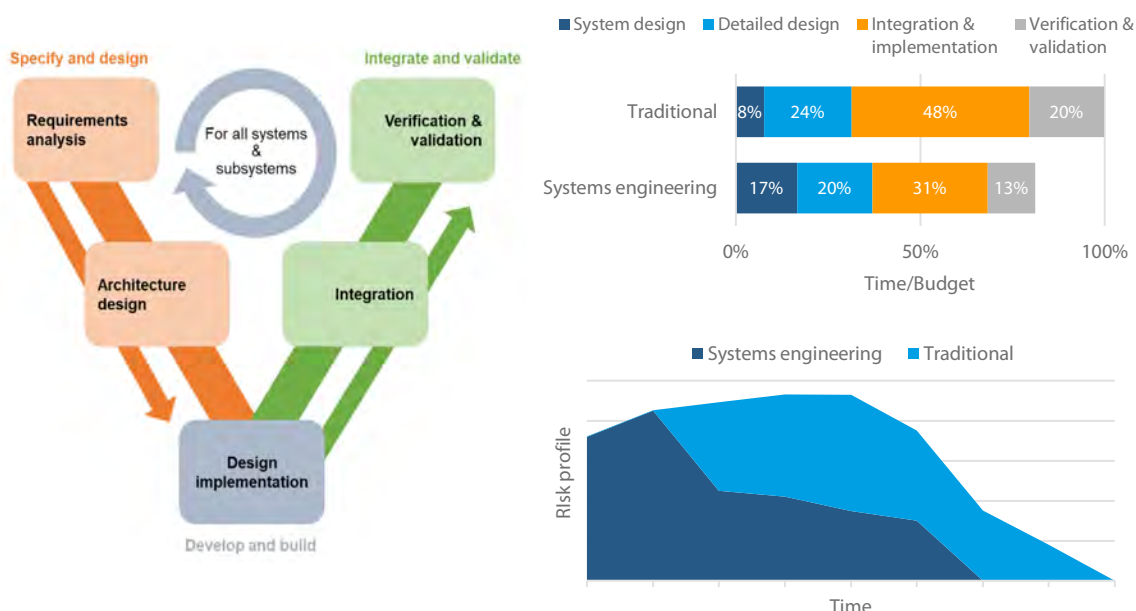 Specify and design
Integrate and validate
Requirements
analysis
For all systems
&
subsystems
Verification &
validation
Architecture
design
Integration
Design
implementation
Develop and build
System design
Detailed design
Integration &
implementation
Verification &
validation
Traditional
8%
24%
48%
20%
Systems engineering
17%
20%
31%
13%
0%
50%
100%
Time/Budget
Systems engineering
Traditional
RIsk profile
Time